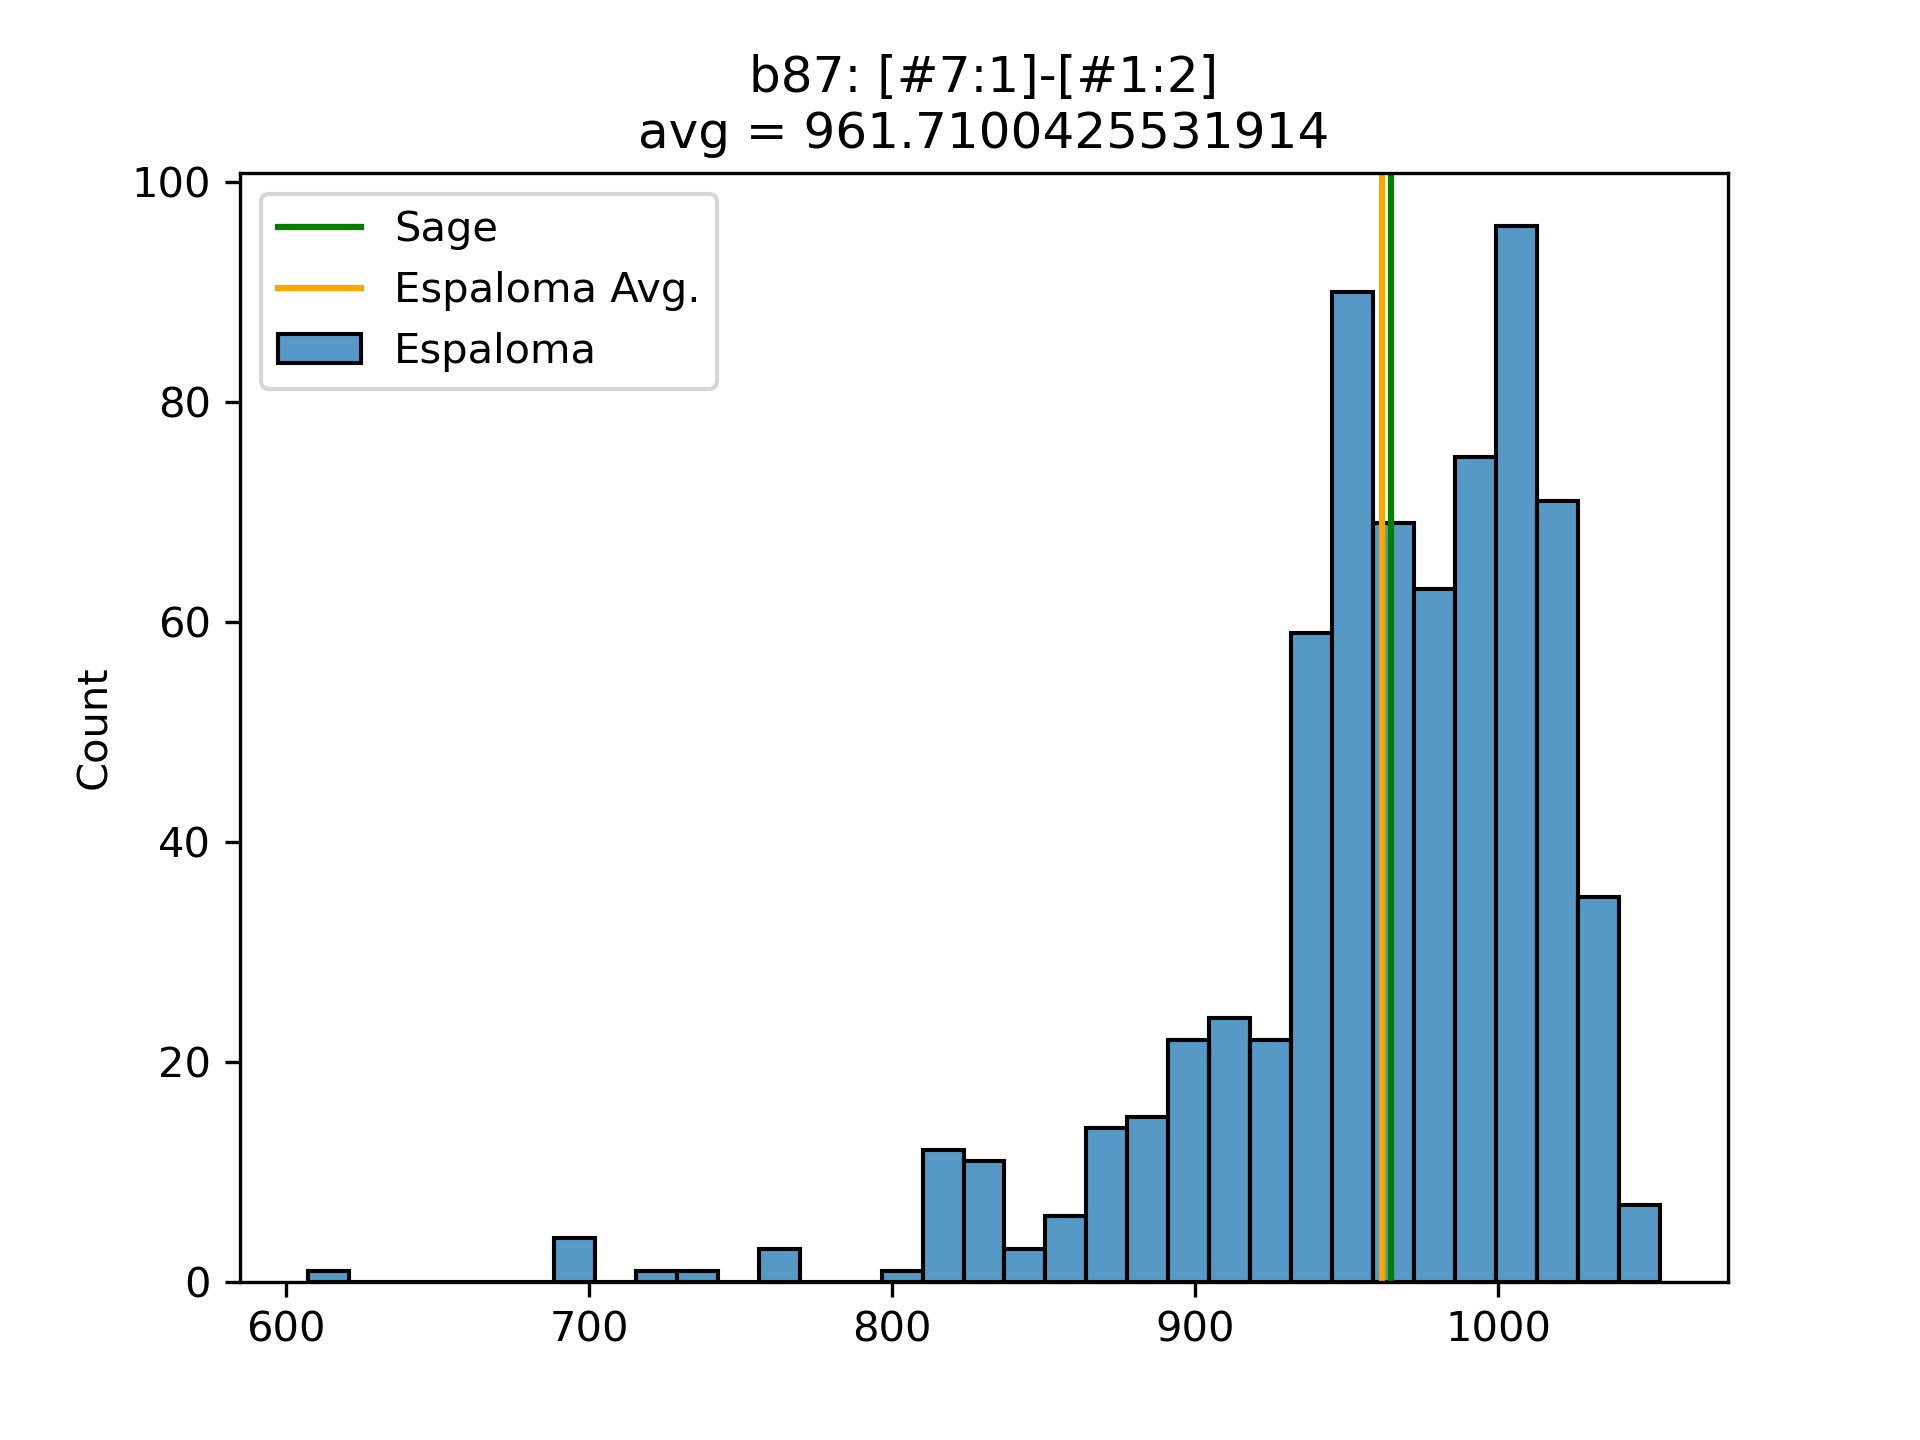 b87: [#7:1]-[#1:2]
avg = 961.7100425531914
Sage
Espaloma Avg.
Espaloma
Count
100
80
60
40
20
0
600 700 800 900 1000